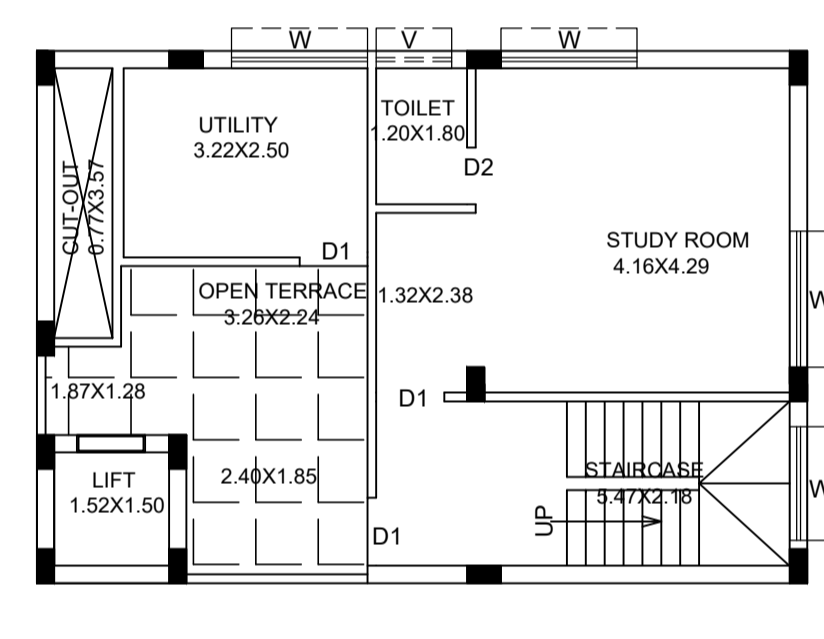 W
V
W
UTILITY
3.22X2.50
TOILET
1.20X1.80
D2
CUT-OUT
0.77X3.57
D1
STUDY ROOM
4.16X4.29
OPEN TERRACE
3.26X2.24
1.32X2.38
W
1.87X1.28
D1
LIFT
1.52X1.50
2.40X1.85
STAIRCASE
5.47X2.18
W
UP
D1